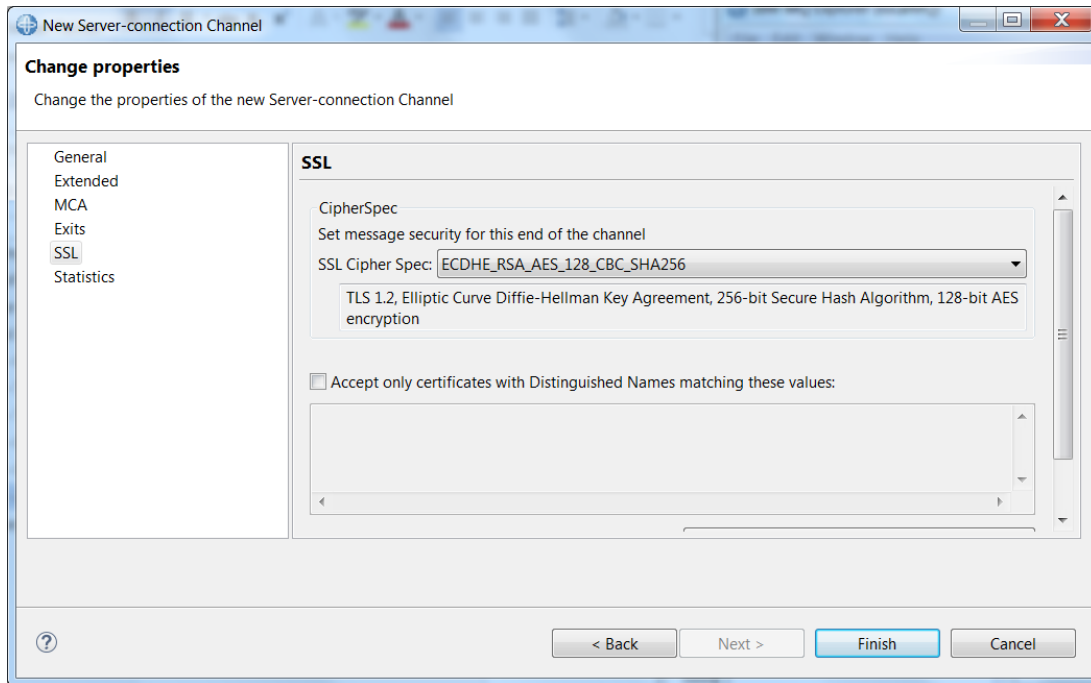 New Server-connection Channel
Change properties
Change the properties of the new Server-connection Channel
General
Extended
MCA
Exits
SSL
Statistics
SSL
CipherSpec
Set message security for this end of the channel
SSL Cipher Spec: ECDHE_RSA_AES_128_CBC_SHA256
TLS 1.2, Elliptic Curve Diffie-Hellman Key Agreement, 256-bit Secure Hash Algorithm, 128-bit AES
encryption
Accept only certificates with Distinguished Names matching these values:
< Back
Next >
Finish
Cancel